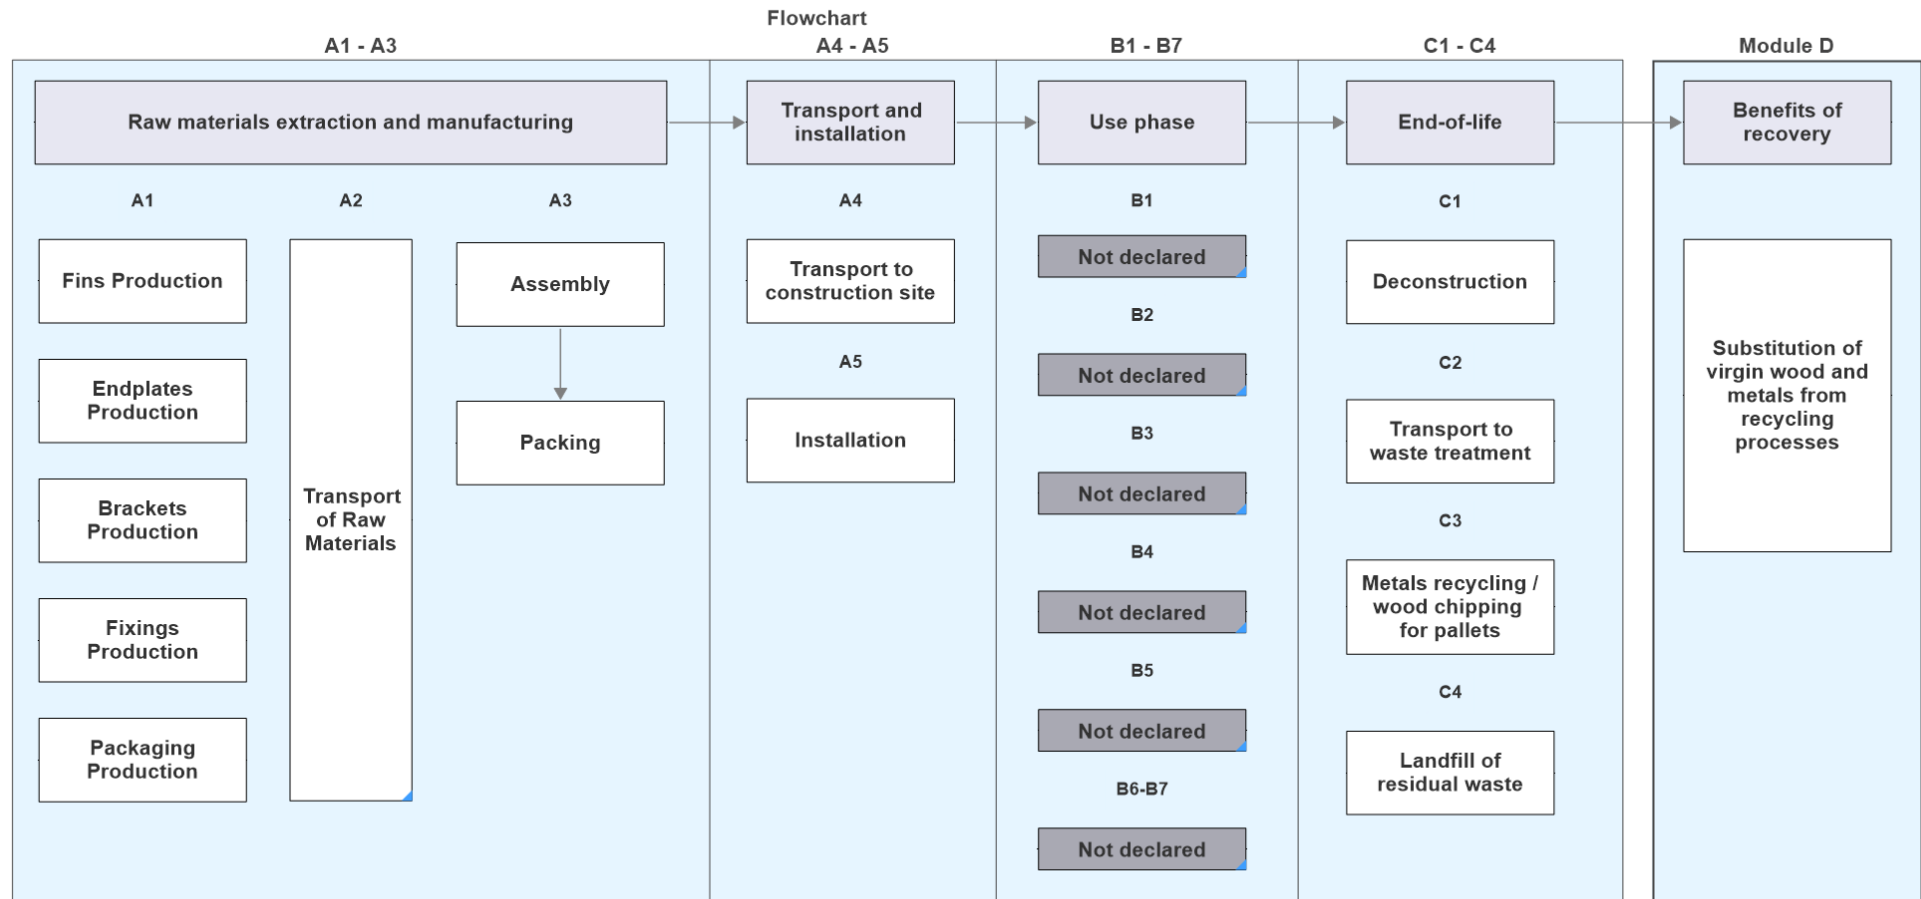 Flowchart
A1 - A3
A4 - A5
B1 - B7
C1 - C4
Module D
Raw materials extraction and manufacturing
Transport and
installation
Use phase
End-of-life
Benefits of
recovery
A1
Fins Production
Endplates
Production
Brackets
Production
Fixings
Production
Packaging
Production
A2
Transport
of Raw
Materials
A3
Assembly
Packing
A4
Transport to
construction site
A5
Installation
B1
Not declared
B2
Not declared
B3
Not declared
B4
Not declared
B5
Not declared
B6-B7
Not declared
C1
Deconstruction
C2
Transport to
waste treatment
C3
Metals recycling /
wood chipping
for pallets
C4
Landfill of
residual waste
Substitution of
virgin wood and
metals from
recycling
processes